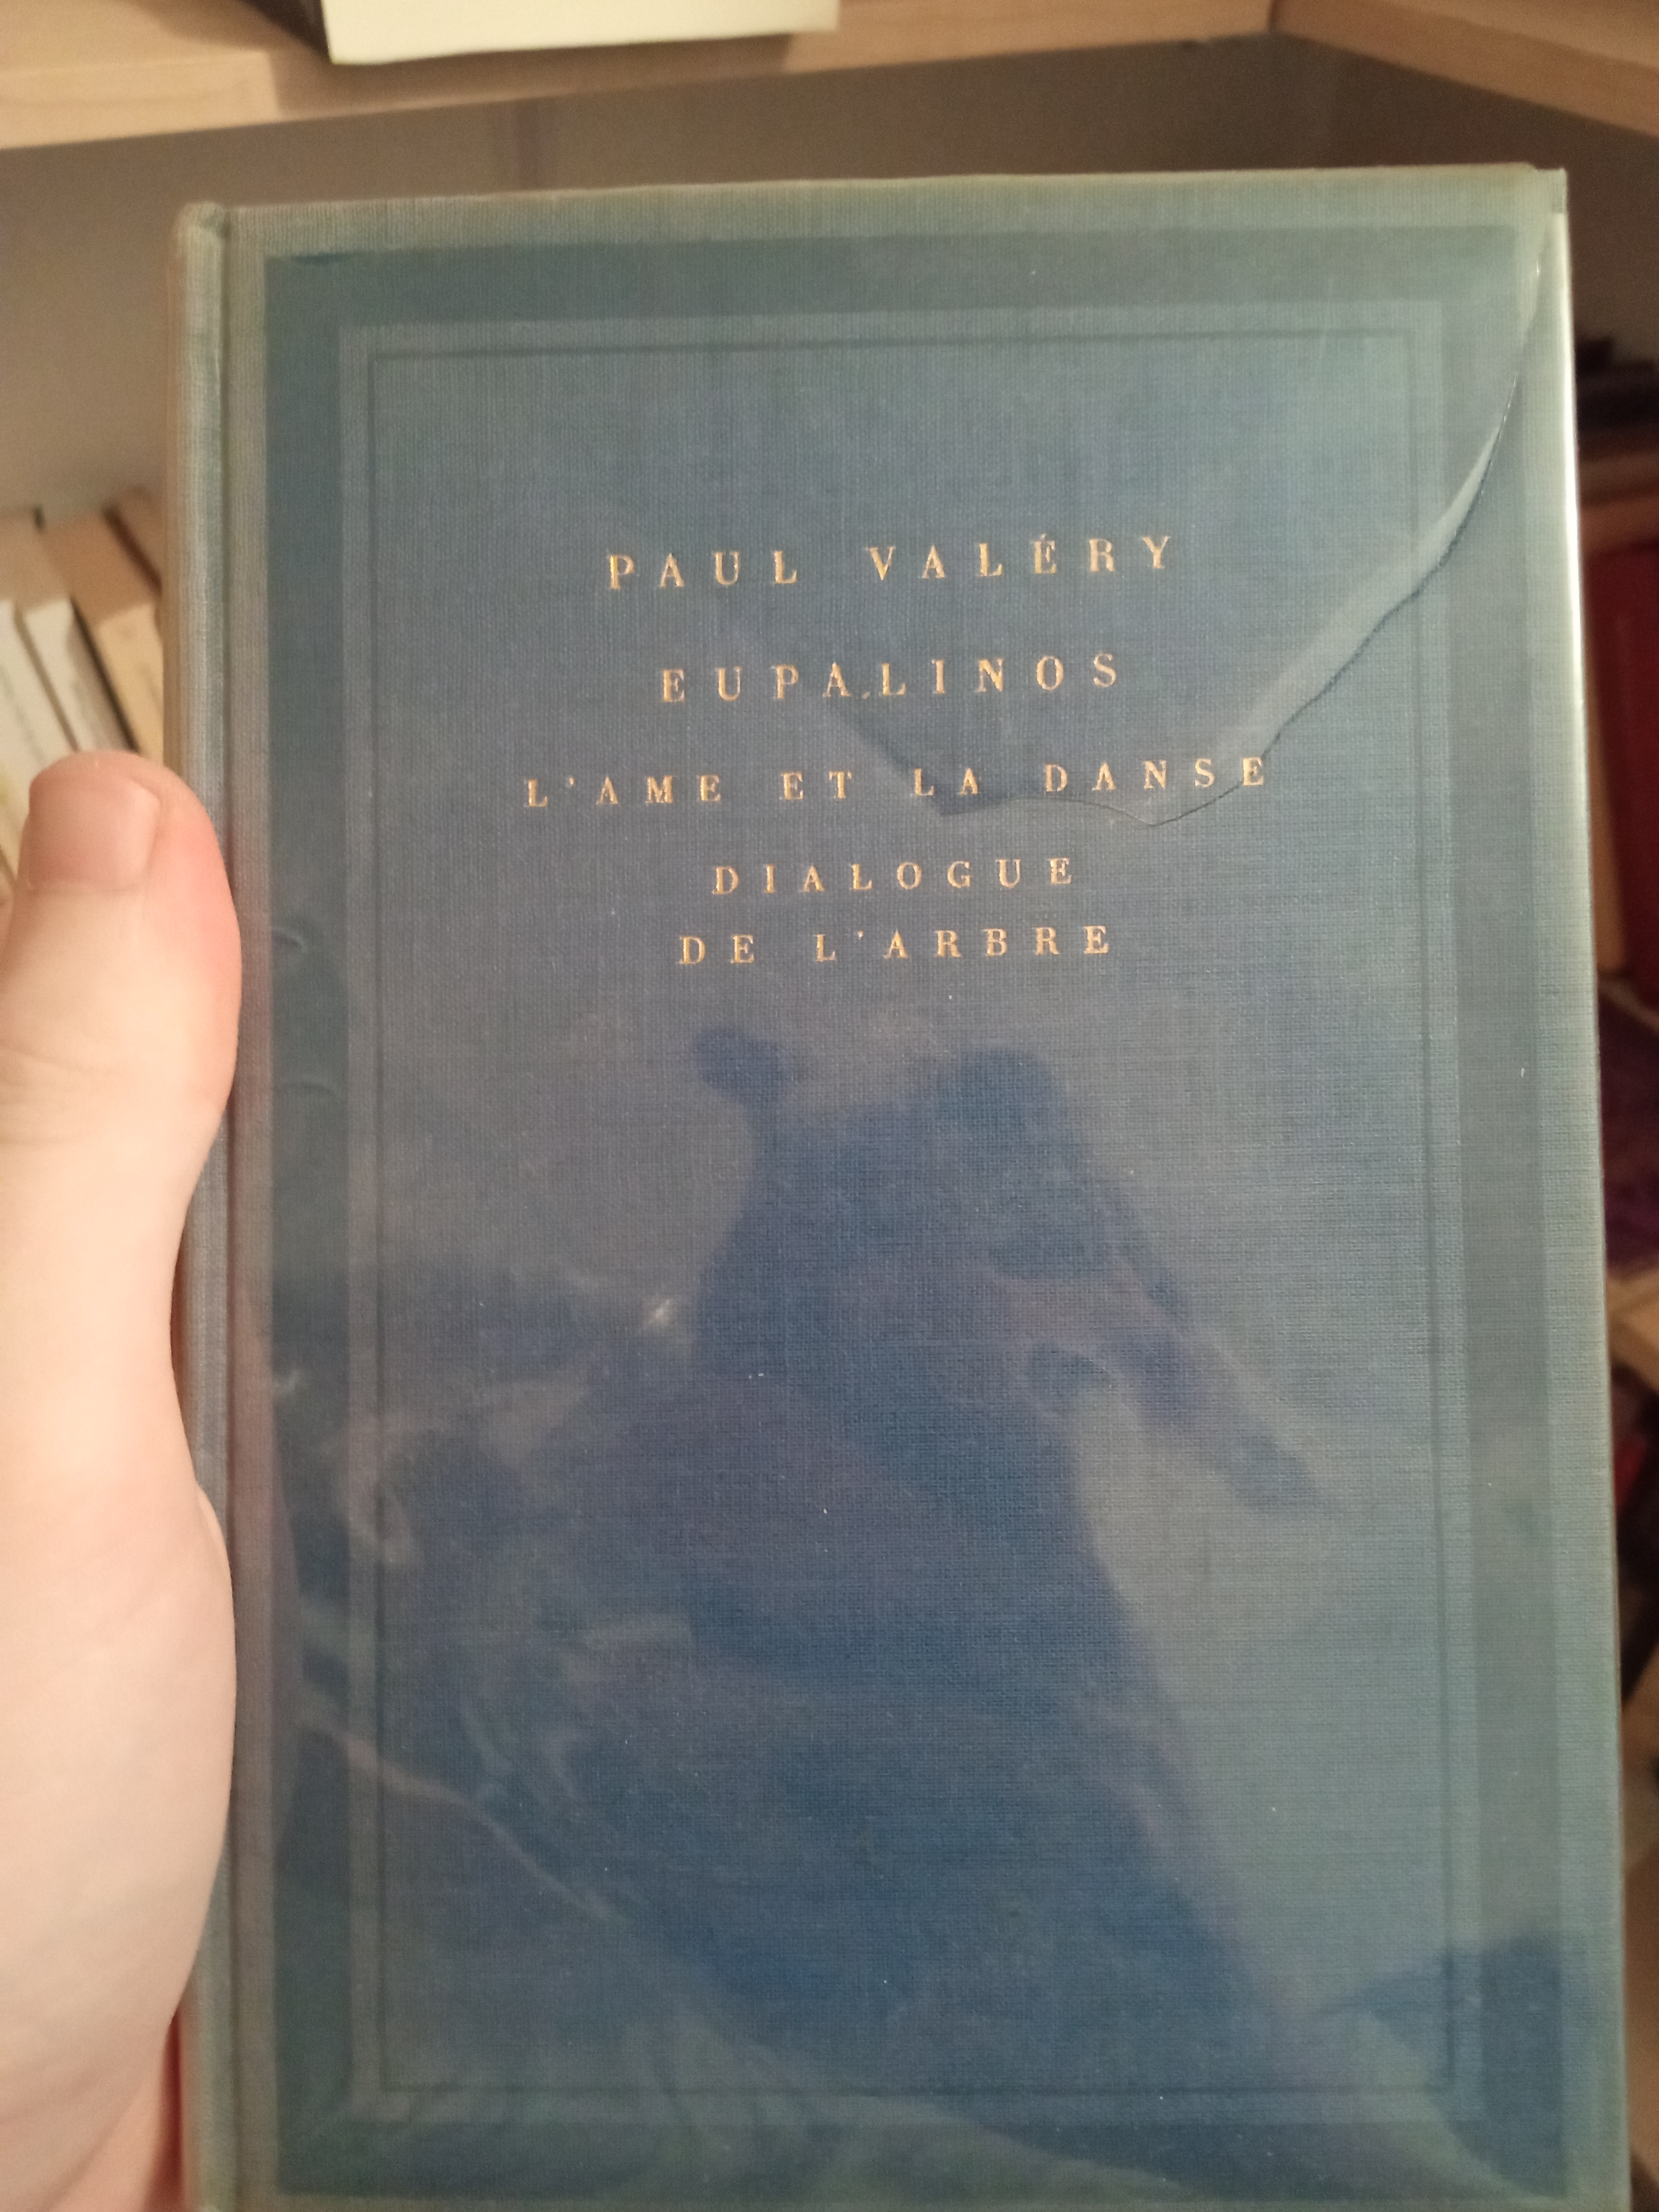 PAUL VALÉRY
EUPALINOS
L'AME ET LA DANSE
DIALOGUE
DE L'ARBRE